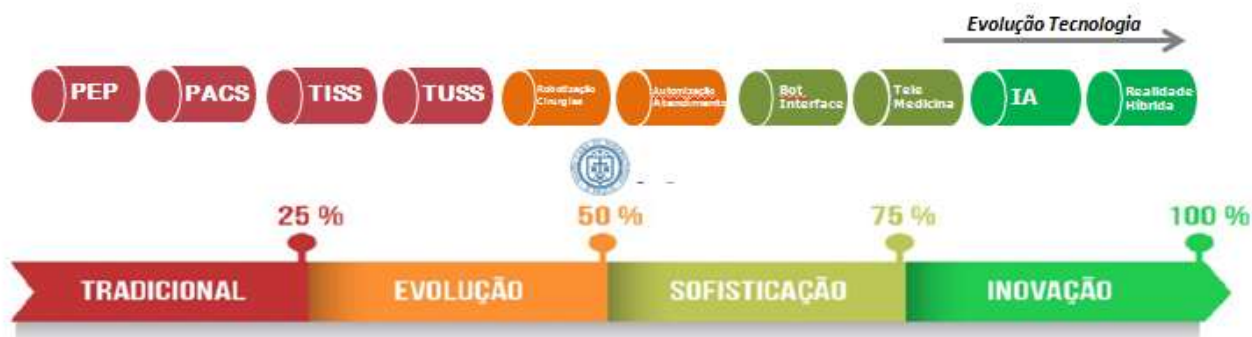 Evolução Tecnologia
PEP
PACS
TISS
TUSS
Robotização
Cirurgias
Automização
Atendimento
Bot
Interface
Tele
Medicina
IA
Realidade
Híbrida
25 %
50 %
75 %
100 %
TRADICIONAL
EVOLUÇÃO
SOFISTICAÇÃO
INOVAÇÃO